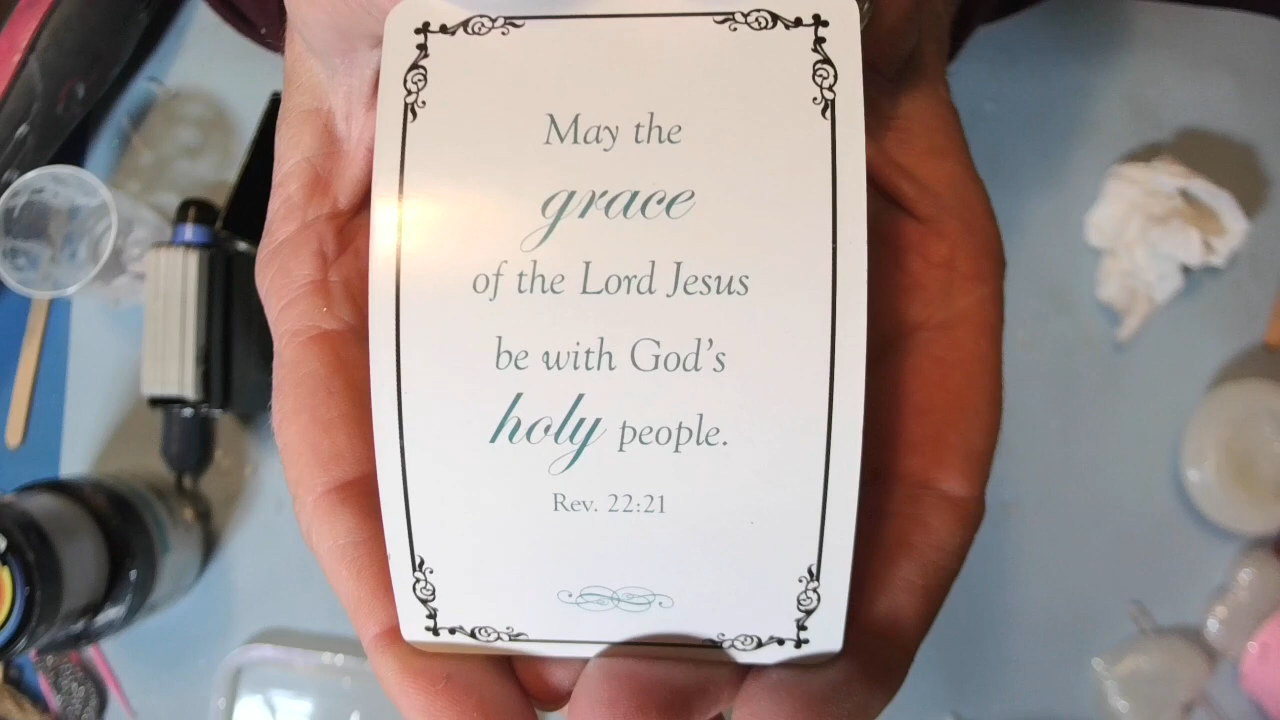 May the
grace
of the Lord Jesus
be with God's
holy people.
Rev. 22:21